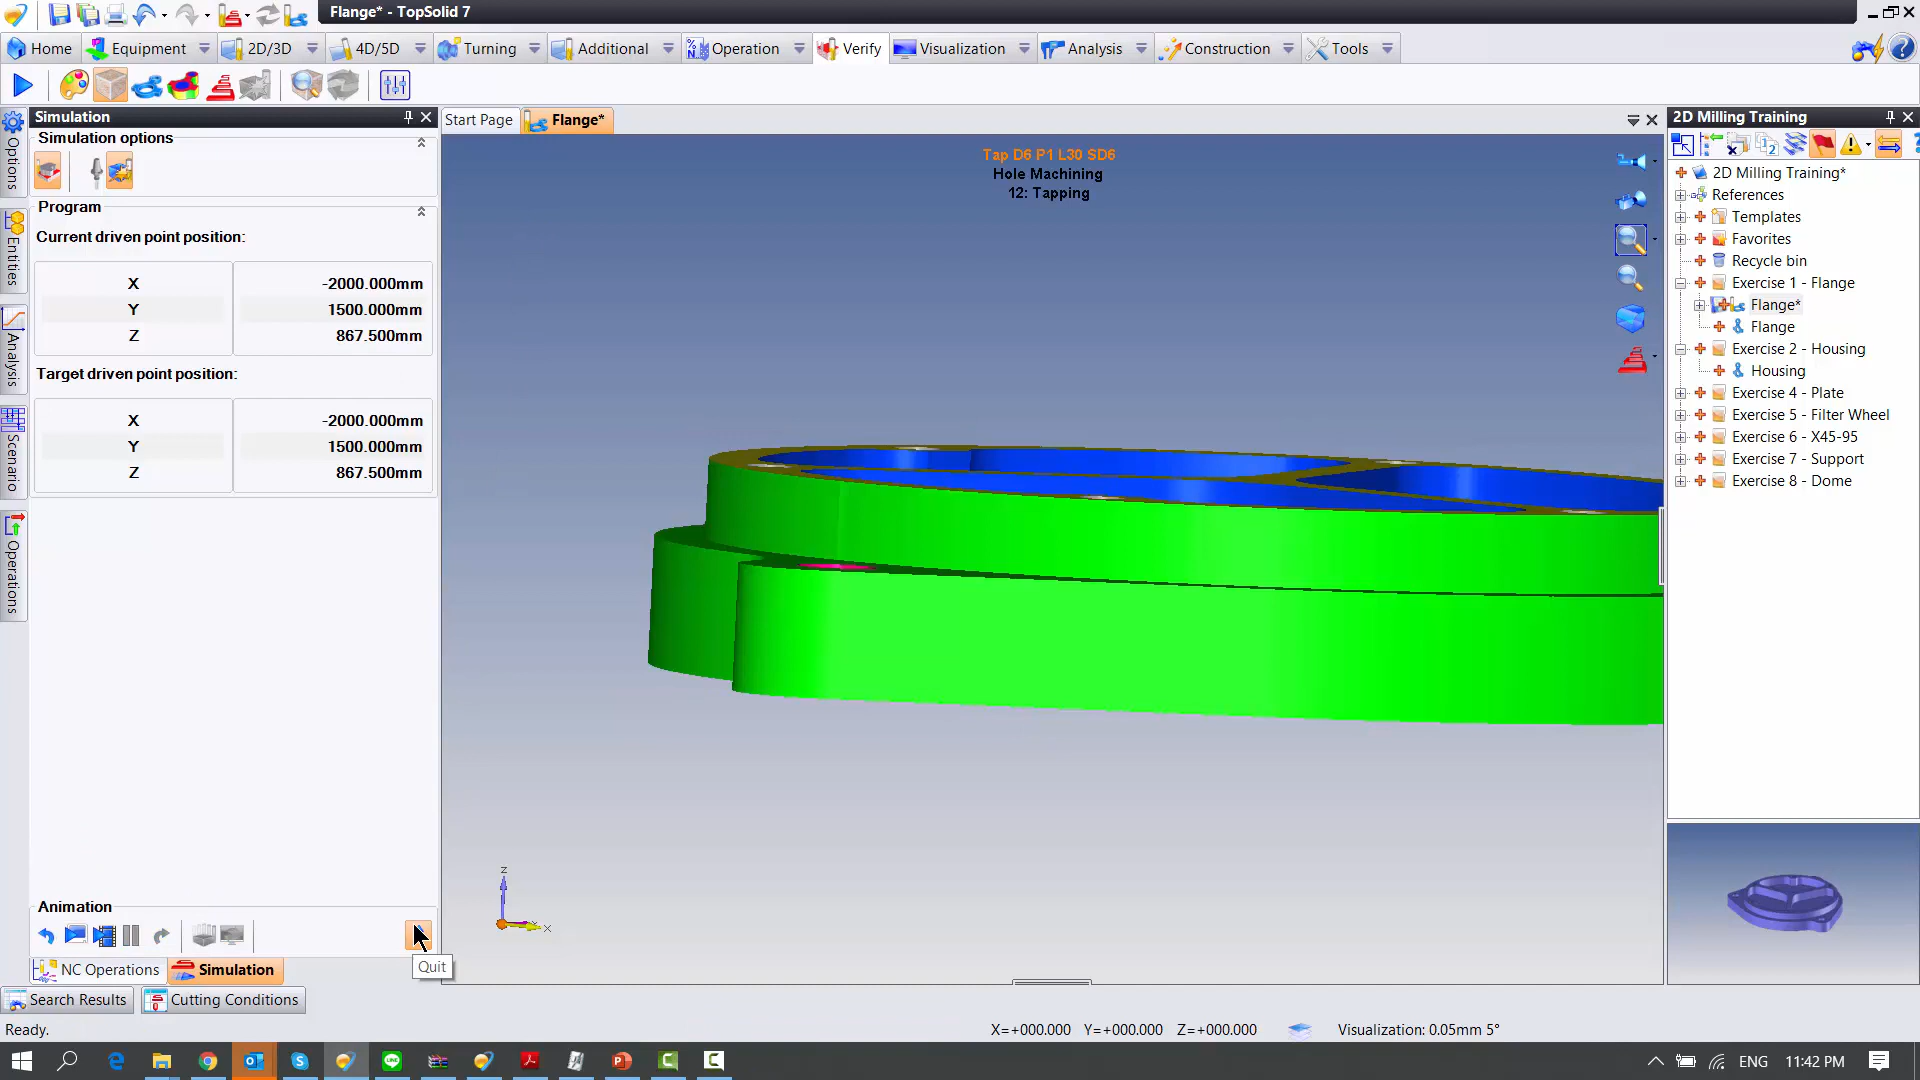 Flange* - TopSolid 7
Home
Equipment
2D/3D
4D/5D
Turning
Additional
Operation
Verify
Visualization
Analysis
Construction
Tools
Simulation
Simulation options
Program
Current driven point position:
X -2000.000mm
Y 1500.000mm
Z 867.500mm
Target driven point position:
X -2000.000mm
Y 1500.000mm
Z 867.500mm
Animation
Quit
NC Operations
Simulation
Options
Entities
Analysis
Scenario
Operations
Start Page
Flange*
Tap D6 P1 L30 SD6
Hole Machining
12: Tapping
Z
X
2D Milling Training
2D Milling Training*
References
Templates
Favorites
Recycle bin
Exercise 1 - Flange
Flange*
Flange
Exercise 2 - Housing
Housing
Exercise 4 - Plate
Exercise 5 - Filter Wheel
Exercise 6 - X45-95
Exercise 7 - Support
Exercise 8 - Dome
Search Results
Cutting Conditions
Ready.
X=+000.000 Y=+000.000 Z=+000.000
Visualization: 0.05mm 5°
ENG
11:42 PM